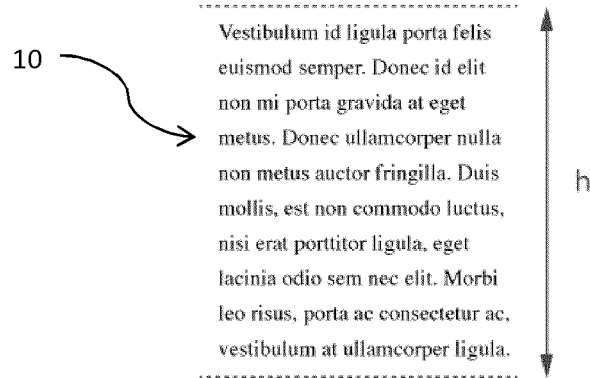 Vestibulum id ligula porta felis
euismod semper. Donec id elit
non mi porta gravida at eget
metus. Donec ullamcorper nulla
non metus auctor fringilla. Duis
mollis, est non commodo luctus,
nisi erat porttitor ligula, eget
lacinia odio sem nec elit. Morbi
leo risus, porta ac consectetur ac,
vestibulum at ullamcorper ligula.
10
h